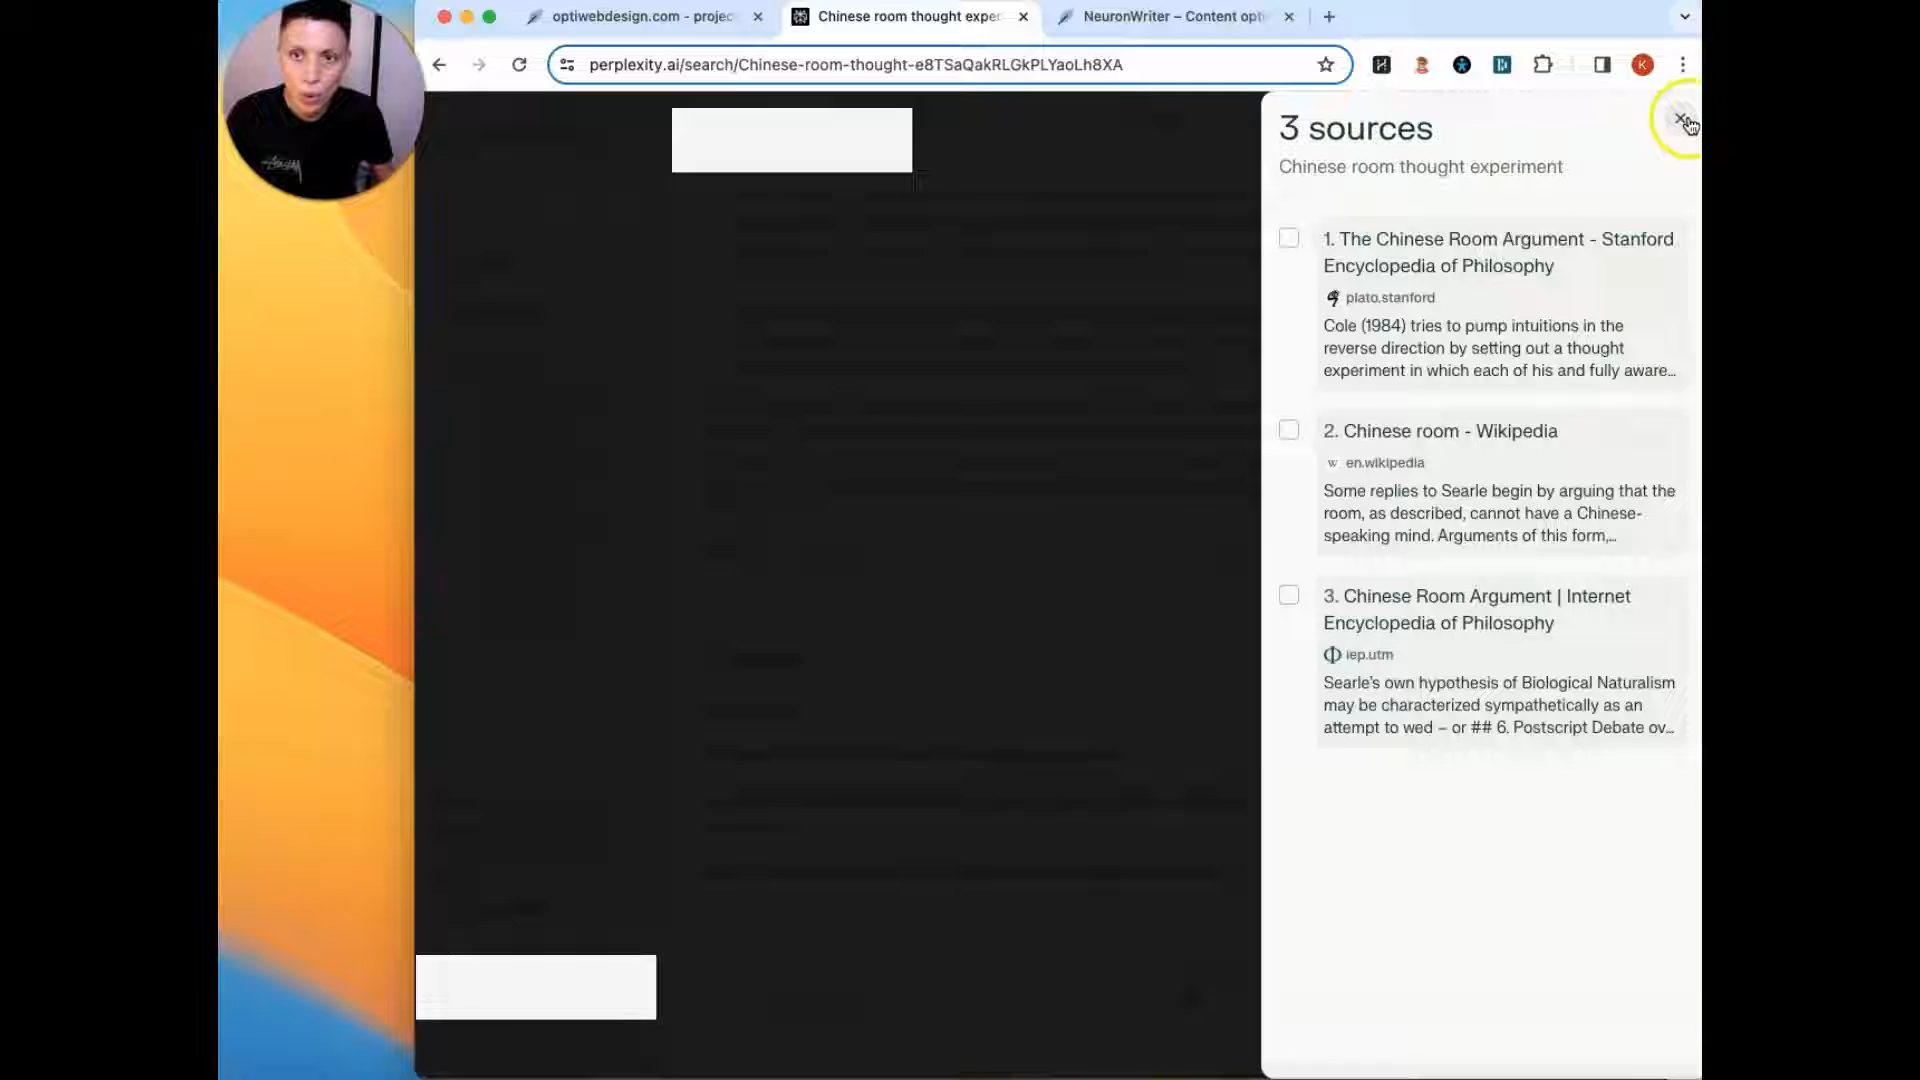 optiwebdesign.com - projec
Chinese room thought exper
NeuronWriter – Content opti
perplexity.ai/search/Chinese-room-thought-e8TSaQakRLGkPLYaoLh8XA
K
3 sources
Chinese room thought experiment
1. The Chinese Room Argument - Stanford
Encyclopedia of Philosophy
plato.stanford
Cole (1984) tries to pump intuitions in the
reverse direction by setting out a thought
experiment in which each of his and fully aware...
2. Chinese room - Wikipedia
W en.wikipedia
Some replies to Searle begin by arguing that the
room, as described, cannot have a Chinese-
speaking mind. Arguments of this form,...
3. Chinese Room Argument | Internet
Encyclopedia of Philosophy
iep.utm
Searle's own hypothesis of Biological Naturalism
may be characterized sympathetically as an
attempt to wed – or ## 6. Postscript Debate ov...